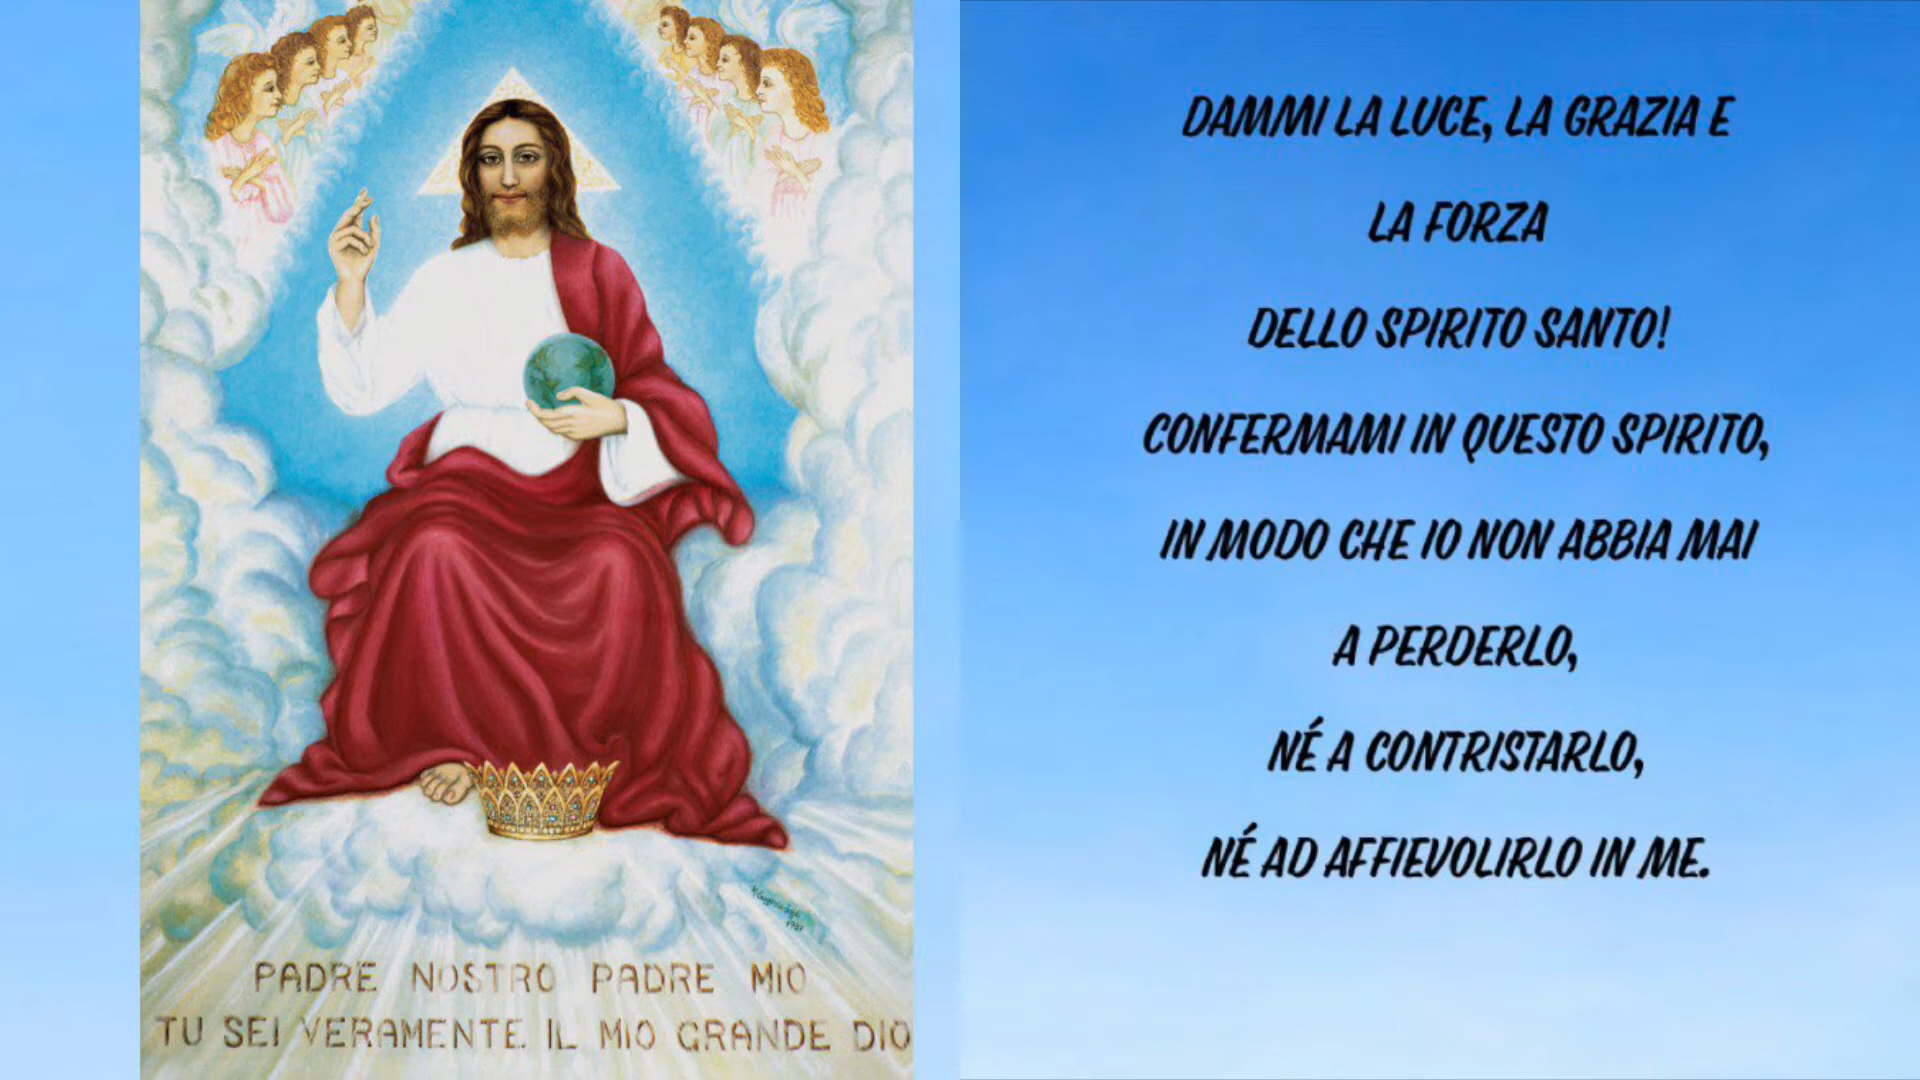 PADRE NOSTRO PADRE MIO
TU SEI VERAMENTE IL MIO GRANDE DIO
DAMMI LA LUCE, LA GRAZIA E
LA FORZA
DELLO SPIRITO SANTO!
CONFERMAMI IN QUESTO SPIRITO,
IN MODO CHE IO NON ABBIA MAI
A PERDERLO,
NÉ A CONTRISTARLO,
NÉ AD AFFIEVOLIRLO IN ME.